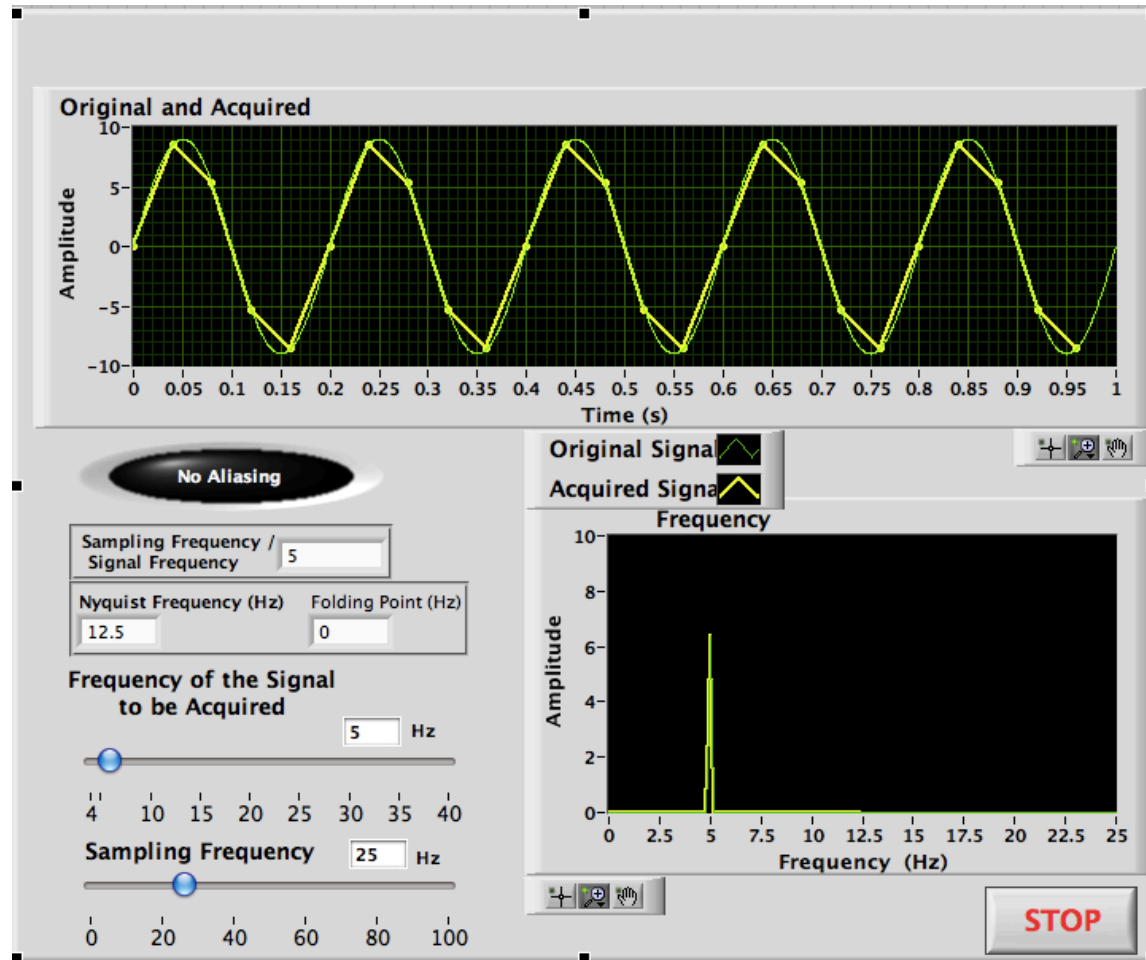 Original and Acquired
10
5
0
-5
-10
Amplitude
0 0.05 0.1 0.15 0.2 0.25 0.3 0.35 0.4 0.45 0.5 0.55 0.6 0.65 0.7 0.75 0.8 0.85 0.9 0.95 1
Time (s)
No Aliasing
Sampling Frequency /
Signal Frequency
5
Nyquist Frequency (Hz) Folding Point (Hz)
12.5 0
Frequency of the Signal
to be Acquired
5 Hz
4 10 15 20 25 30 35 40
Sampling Frequency 25 Hz
0 20 40 60 80 100
Original Signal
Acquired Signa
Frequency
10
8
6
4
2
0
Amplitude
0 2.5 5 7.5 10 12.5 15 17.5 20 22.5 25
Frequency (Hz)
STOP